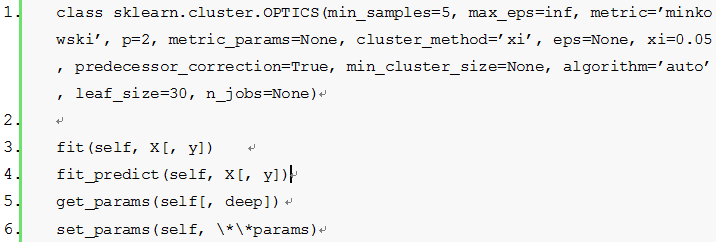 1. class sklearn.cluster.OPTICS(min_samples=5, max_eps=inf, metric=’minko
wski’, p=2, metric_params=None, cluster_method=’xi’, eps=None, xi=0.05
, predecessor_correction=True, min_cluster_size=None, algorithm=’auto’
, leaf_size=30, n_jobs=None)↵
2. ↵
3. fit(self, X[, y]) ↵
4. fit_predict(self, X[, y])↵
5. get_params(self[, deep])↵
6. set_params(self, \*\*params)↵